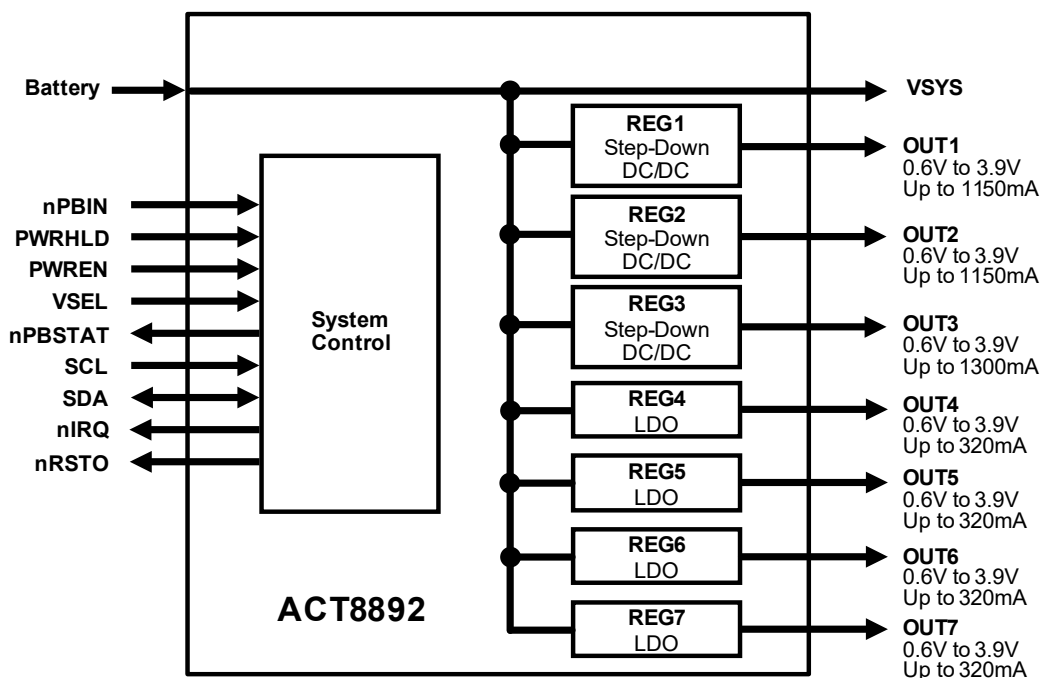 Battery
nPBIN
PWRHLD
PWREN
VSEL
nPBSTAT
SCL
SDA
nIRQ
nRSTO
System
Control
ACT8892
REG1
Step-Down
DC/DC
REG2
Step-Down
DC/DC
REG3
Step-Down
DC/DC
REG4
LDO
REG5
LDO
REG6
LDO
REG7
LDO
VSYS
OUT1
0.6V to 3.9V
Up to 1150mA
OUT2
0.6V to 3.9V
Up to 1150mA
OUT3
0.6V to 3.9V
Up to 1300mA
OUT4
0.6V to 3.9V
Up to 320mA
OUT5
0.6V to 3.9V
Up to 320mA
OUT6
0.6V to 3.9V
Up to 320mA
OUT7
0.6V to 3.9V
Up to 320mA